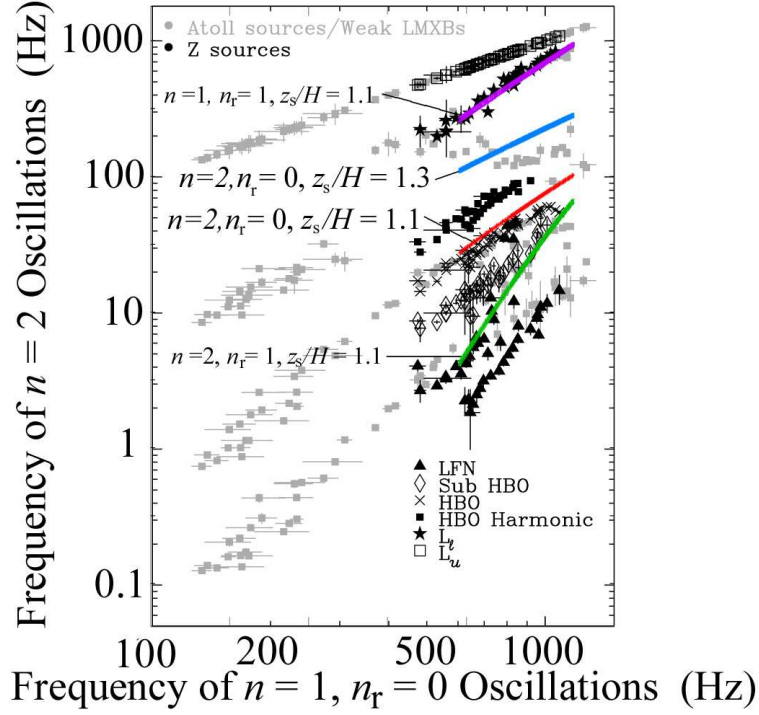 Frequency of n = 2 Oscillations (Hz)
1000
100
10
1
0.1
Atoll sources/Weak LMXBs
Z sources
n=1, nr= 1, zs/H = 1.1
n=2,nr= 0, zs/H = 1.3
n=2,nr= 0, zs/H = 1.1
n=2, nr= 1, zs/H = 1.1
LFN
Sub HBO
HBO
HBO Harmonic
Lℓ
Lu
100 100 500 1000
Frequency of n = 1, nr = 0 Oscillations (Hz)